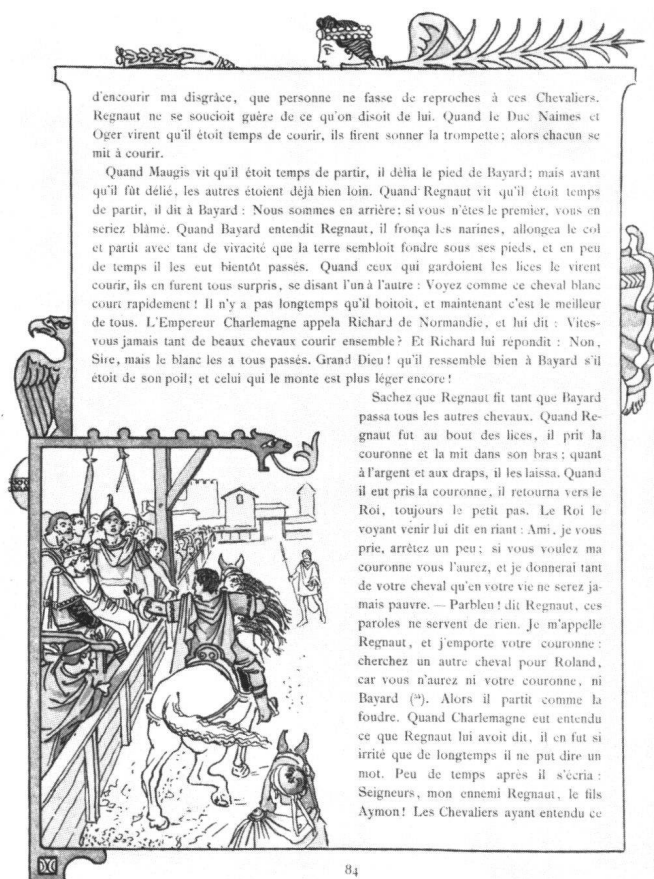 d'encourir ma disgrâce, que personne ne fasse de reproches à ces Chevaliers.
Regnaut ne se soucioit guère de ce qu'on disoit de lui. Quand le Duc Naimes et
Oger virent qu'il étoit temps de courir, ils firent sonner la trompette; alors chacun se
mit à courir.
Quand Maugis vit qu'il étoit temps de partir, il délia le pied de Bayard; mais avant
qu'il fût délié, les autres étoient déjà bien loin. Quand Regnaut vit qu'il étoit temps
de partir, il dit à Bayard : Nous sommes en arrière; si vous n'êtes le premier, vous en
seriez blâmé. Quand Bayard entendit Regnaut, il fronça les narines, allongea le col
et partit avec tant de vivacité que la terre sembloit fondre sous ses pieds, et en peu
de temps il les eut bientôt passés. Quand ceux qui gardoient les lices le virent
courir, ils en furent tous surpris, se disant l'un à l'autre : Voyez comme ce cheval blanc
court rapidement ! Il n'y a pas longtemps qu'il boitoit, et maintenant c'est le meilleur
de tous. L'Empereur Charlemagne appela Richard de Normandie, et lui dit : Vites-
vous jamais tant de beaux chevaux courir ensemble? Et Richard lui répondit : Non,
Sire, mais le blanc les a tous passés. Grand Dieu ! qu'il ressemble bien à Bayard s'il
étoit de son poil; et celui qui le monte est plus léger encore !
Sachez que Regnaut fit tant que Bayard
passa tous les autres chevaux. Quand Re-
gnaut fut au bout des lices, il prit la
couronne et la mit dans son bras; quant
à l'argent et aux draps, il les laissa. Quand
il eut pris la couronne, il retourna vers le
Roi, toujours le petit pas. Le Roi le
voyant venir lui dit en riant : Ami, je vous
prie, arrêtez un peu; si vous voulez ma
couronne vous l'aurez, et je donnerai tant
de votre cheval qu'en votre vie ne serez ja-
mais pauvre. — Parbleu ! dit Regnaut, ces
paroles ne servent de rien. Je m'appelle
Regnaut, et j'emporte votre couronne :
cherchez un autre cheval pour Roland,
car vous n'aurez ni votre couronne, ni
Bayard (²⁴). Alors il partit comme la
foudre. Quand Charlemagne eut entendu
ce que Regnaut lui avoit dit, il en fut si
irrité que de longtemps il ne put dire un
mot. Peu de temps après il s'écria :
Seigneurs, mon ennemi Regnaut, le fils
Aymon! Les Chevaliers ayant entendu ce
84